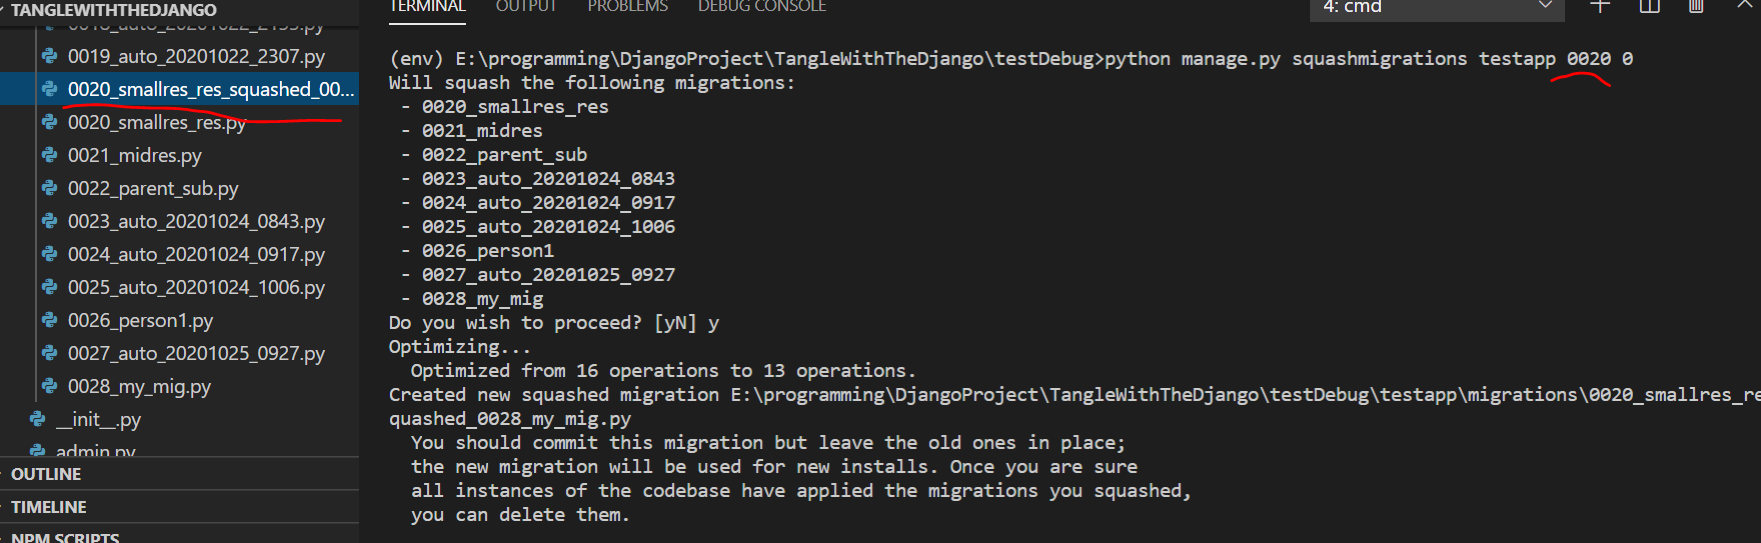 TANGLEWITHTHEDJANGO
0019_auto_20201022_2307.py
0020_smallres_res_squashed_00...
0020_smallres_res.py
0021_midres.py
0022_parent_sub.py
0023_auto_20201024_0843.py
0024_auto_20201024_0917.py
0025_auto_20201024_1006.py
0026_person1.py
0027_auto_20201025_0927.py
0028_my_mig.py
__init__.py
admin.py
OUTLINE
TIMELINE
NPM SCRIPTS
TERMINAL OUTPUT PROBLEMS DEBUG CONSOLE 4: cmd
(env) E:\programming\DjangoProject\TangleWithTheDjango\testDebug>python manage.py squashmigrations testapp 0020 0
Will squash the following migrations:
- 0020_smallres_res
- 0021_midres
- 0022_parent_sub
- 0023_auto_20201024_0843
- 0024_auto_20201024_0917
- 0025_auto_20201024_1006
- 0026_person1
- 0027_auto_20201025_0927
- 0028_my_mig
Do you wish to proceed? [yN] y
Optimizing...
Optimized from 16 operations to 13 operations.
Created new squashed migration E:\programming\DjangoProject\TangleWithTheDjango\testDebug\testapp\migrations\0020_smallres_re
quashed_0028_my_mig.py
You should commit this migration but leave the old ones in place;
the new migration will be used for new installs. Once you are sure
all instances of the codebase have applied the migrations you squashed,
you can delete them.